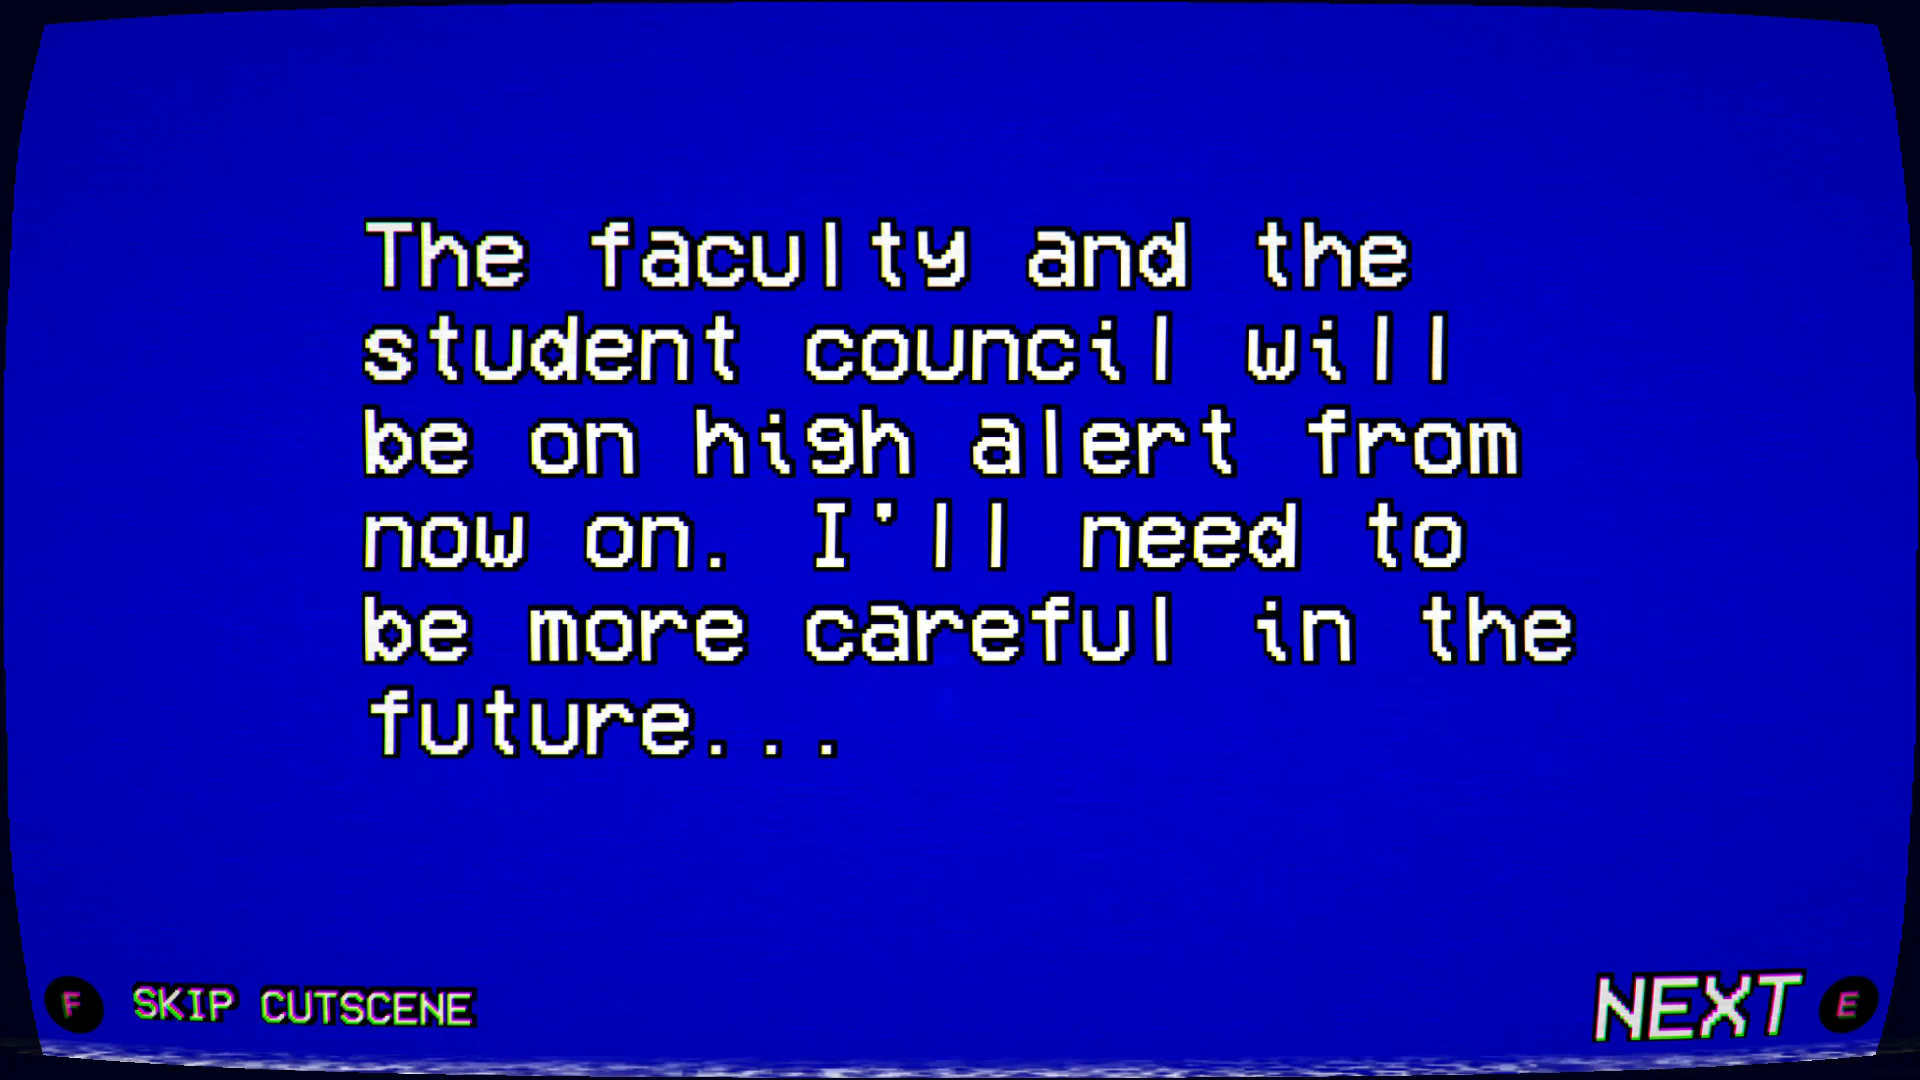 The faculty and the
student council will
be on high alert from
now on. I'll need to
be more careful in the
future...
F SKIP CUTSCENE
NEXT E